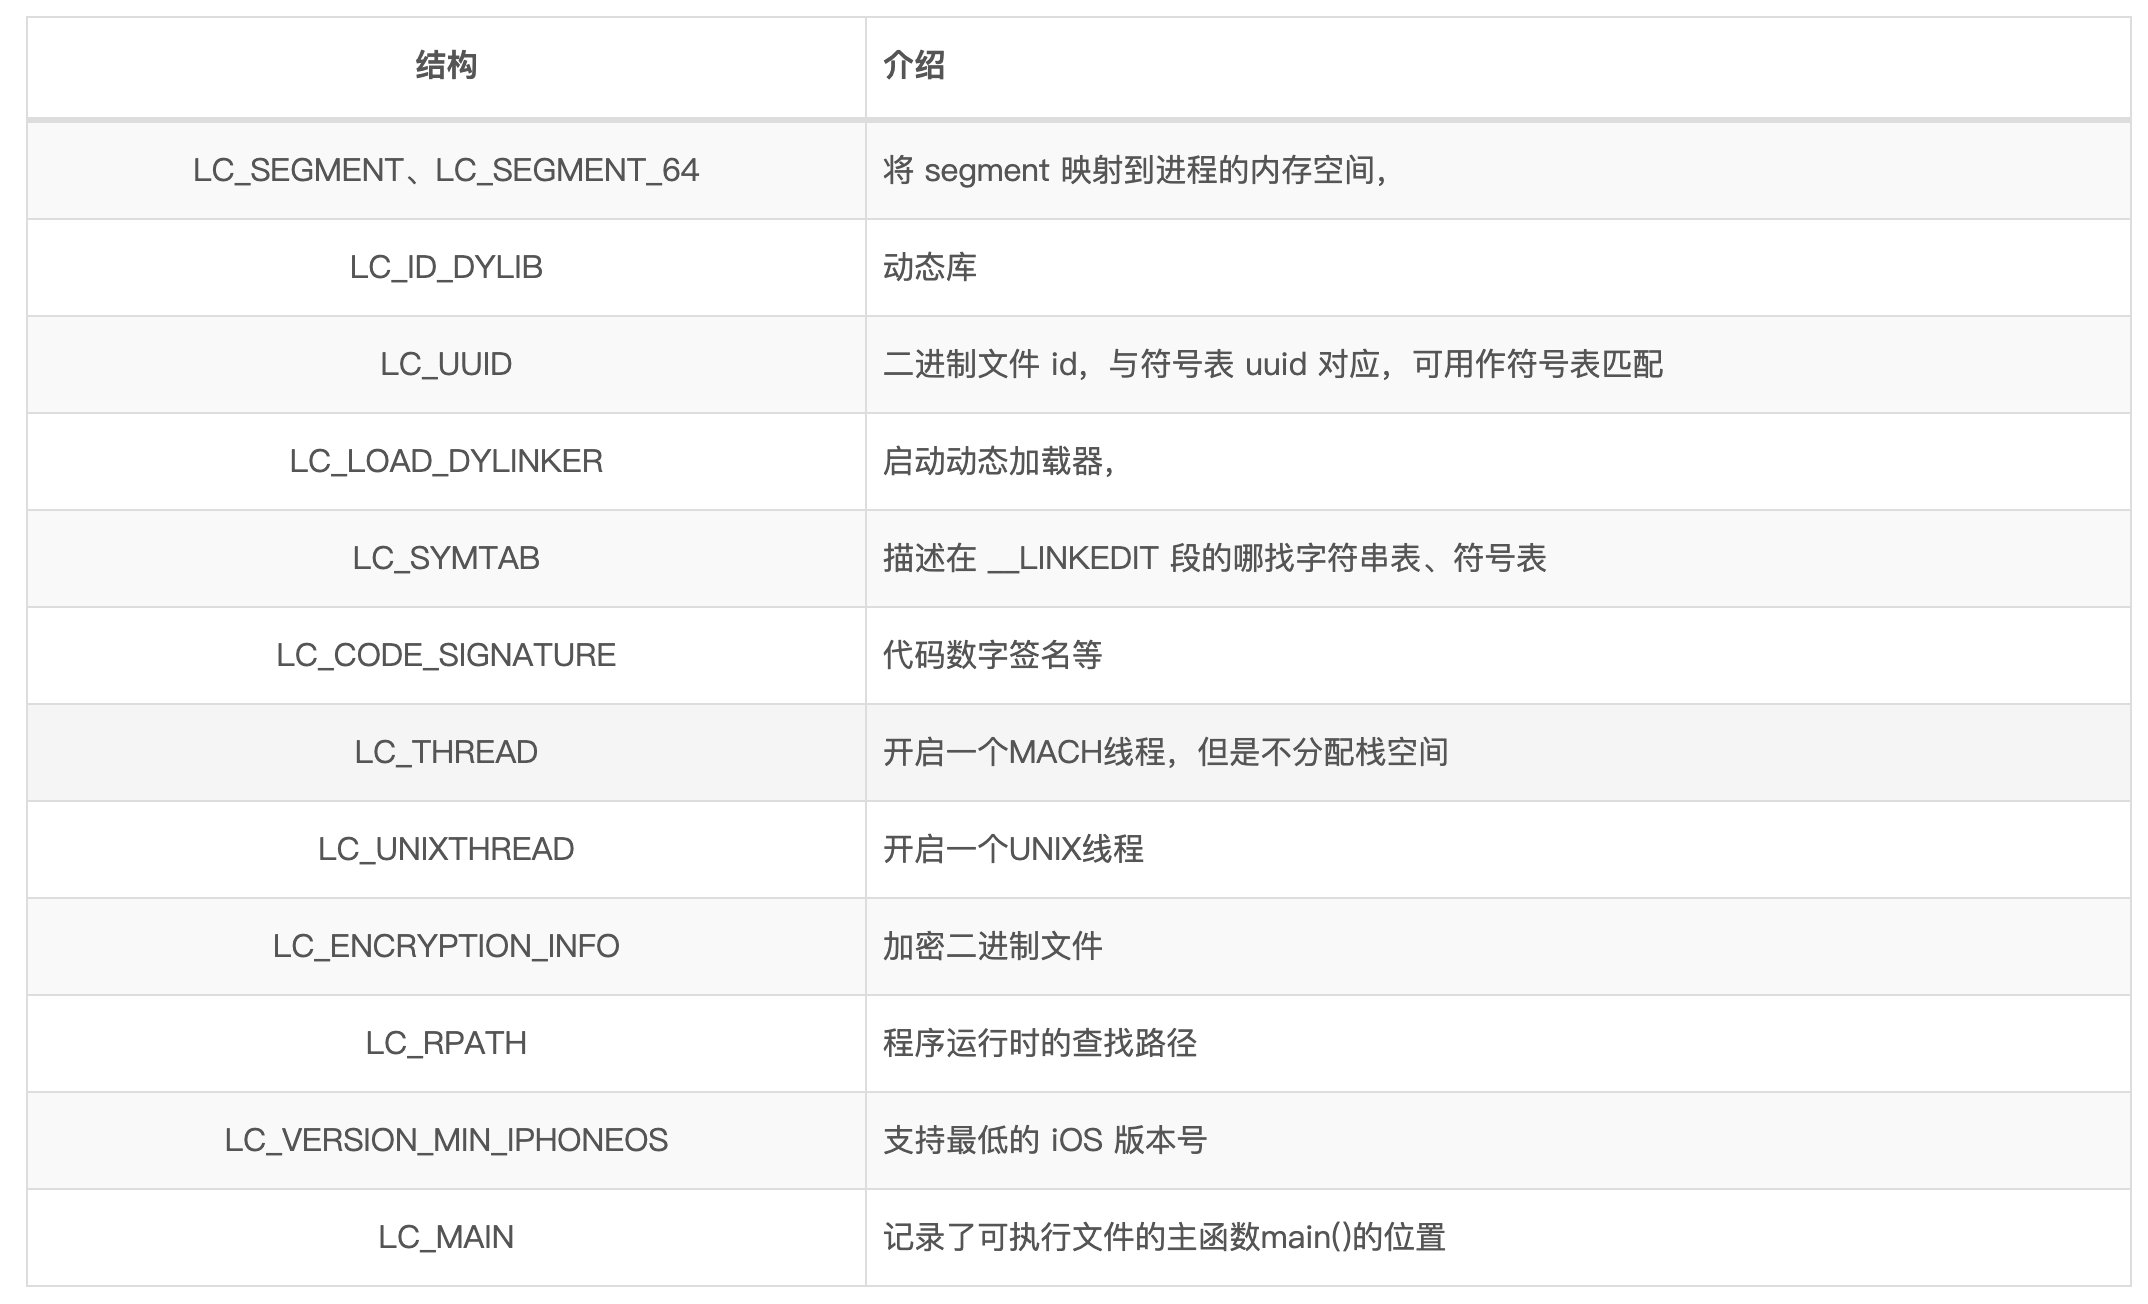 结构 介绍
LC_SEGMENT、LC_SEGMENT_64 将 segment 映射到进程的内存空间，
LC_ID_DYLIB 动态库
LC_UUID 二进制文件 id，与符号表 uuid 对应，可用作符号表匹配
LC_LOAD_DYLINKER 启动动态加载器，
LC_SYMTAB 描述在 __LINKEDIT 段的哪找字符串表、符号表
LC_CODE_SIGNATURE 代码数字签名等
LC_THREAD 开启一个MACH线程，但是不分配栈空间
LC_UNIXTHREAD 开启一个UNIX线程
LC_ENCRYPTION_INFO 加密二进制文件
LC_RPATH 程序运行时的查找路径
LC_VERSION_MIN_IPHONEOS 支持最低的 iOS 版本号
LC_MAIN 记录了可执行文件的主函数main()的位置